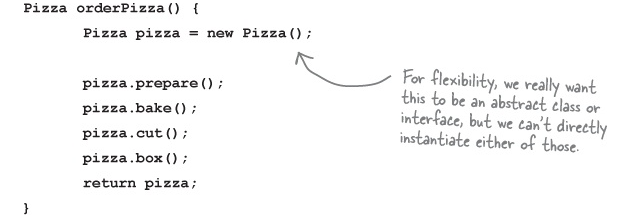 Pizza orderPizza() {
Pizza pizza = new Pizza();
pizza.prepare();
pizza.bake();
pizza.cut();
pizza.box();
return pizza;
}
For flexibility, we really want
this to be an abstract class or
interface, but we can't directly
instantiate either of those.